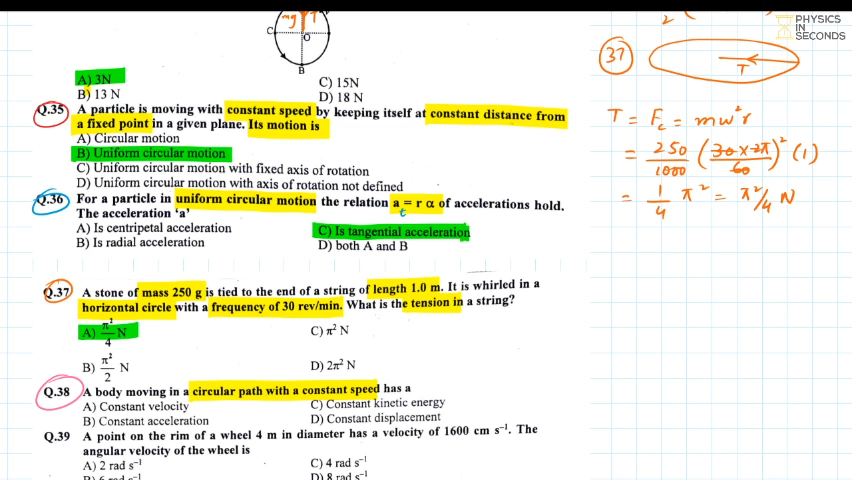 mg T
C
O
B
A) 3N
C) 15N
B) 13 N
D) 18 N
Q.35 A particle is moving with constant speed by keeping itself at constant distance from
a fixed point in a given plane. Its motion is
A) Circular motion
B) Uniform circular motion
C) Uniform circular motion with fixed axis of rotation
D) Uniform circular motion with axis of rotation not defined
Q.36 For a particle in uniform circular motion the relation a = r α of accelerations hold.
t
The acceleration 'a'
A) Is centripetal acceleration
C) Is tangential acceleration
B) Is radial acceleration
D) both A and B
Q.37 A stone of mass 250 g is tied to the end of a string of length 1.0 m. It is whirled in a
horizontal circle with a frequency of 30 rev/min. What is the tension in a string?
A) π²/4 N
C) π² N
B) π²/2 N
D) 2π² N
Q.38 A body moving in a circular path with a constant speed has a
A) Constant velocity
C) Constant kinetic energy
B) Constant acceleration
D) Constant displacement
Q.39 A point on the rim of a wheel 4 m in diameter has a velocity of 1600 cm s⁻¹. The
angular velocity of the wheel is
A) 2 rad s⁻¹
C) 4 rad s⁻¹
D) 8 rad s⁻¹
2
PHYSICS
IN
SECONDS
37
T
T = Fc = mω²r
= 250/1000 (30 × 2π/60)² (1)
= 1/4 π² = π²/4 N